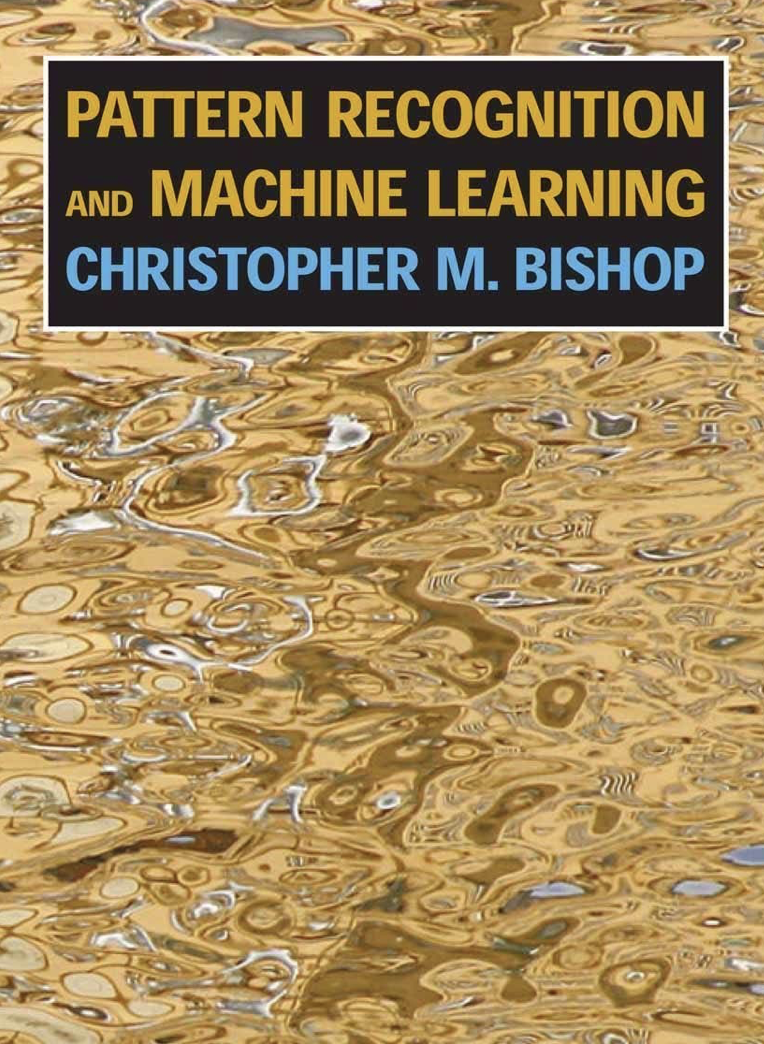 PATTERN RECOGNITION
AND MACHINE LEARNING
CHRISTOPHER M. BISHOP